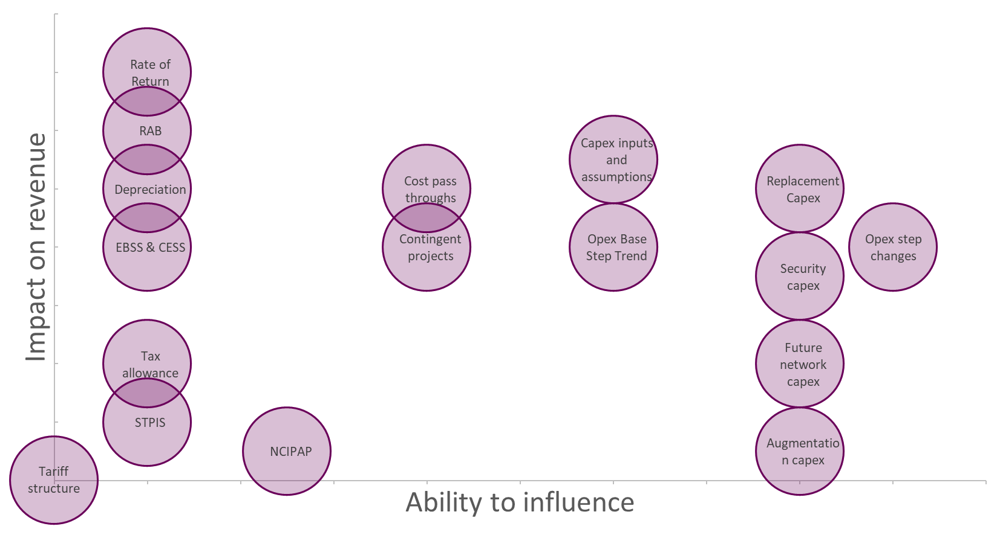 Impact on revenue
Rate of
Return
RAB
Depreciation
EBSS & CESS
Tax
allowance
STPIS
Tariff
structure
NCIPAP
Cost pass
throughs
Contingent
projects
Capex inputs
and
assumptions
Opex Base
Step Trend
Replacement
Capex
Security
capex
Future
network
capex
Augmentatio
n capex
Opex step
changes
Ability to influence